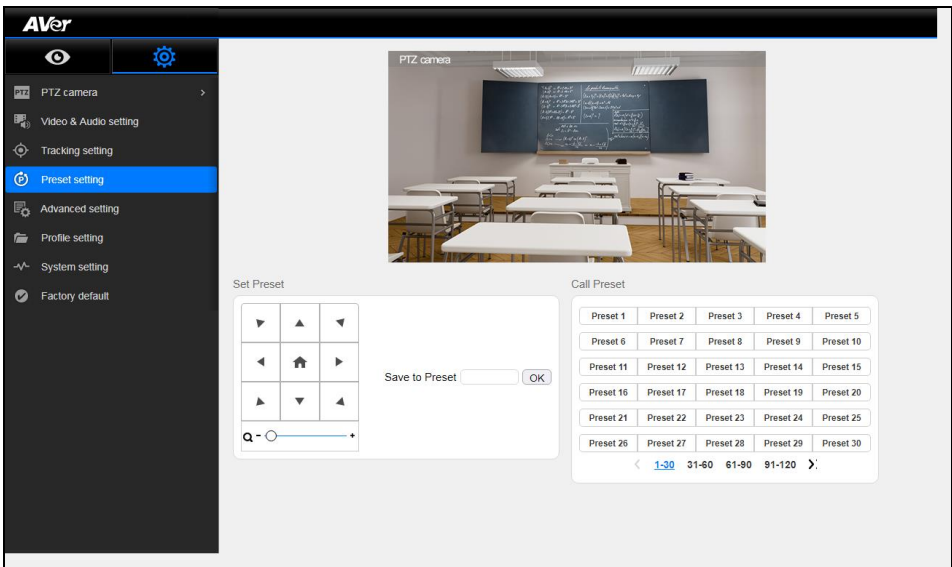 AVer
PTZ PTZ camera
Video & Audio setting
Tracking setting
Preset setting
Advanced setting
Profile setting
System setting
Factory default
PTZ camera
Set Preset
Save to Preset OK
Call Preset
Preset 1 Preset 2 Preset 3 Preset 4 Preset 5
Preset 6 Preset 7 Preset 8 Preset 9 Preset 10
Preset 11 Preset 12 Preset 13 Preset 14 Preset 15
Preset 16 Preset 17 Preset 18 Preset 19 Preset 20
Preset 21 Preset 22 Preset 23 Preset 24 Preset 25
Preset 26 Preset 27 Preset 28 Preset 29 Preset 30
1-30 31-60 61-90 91-120